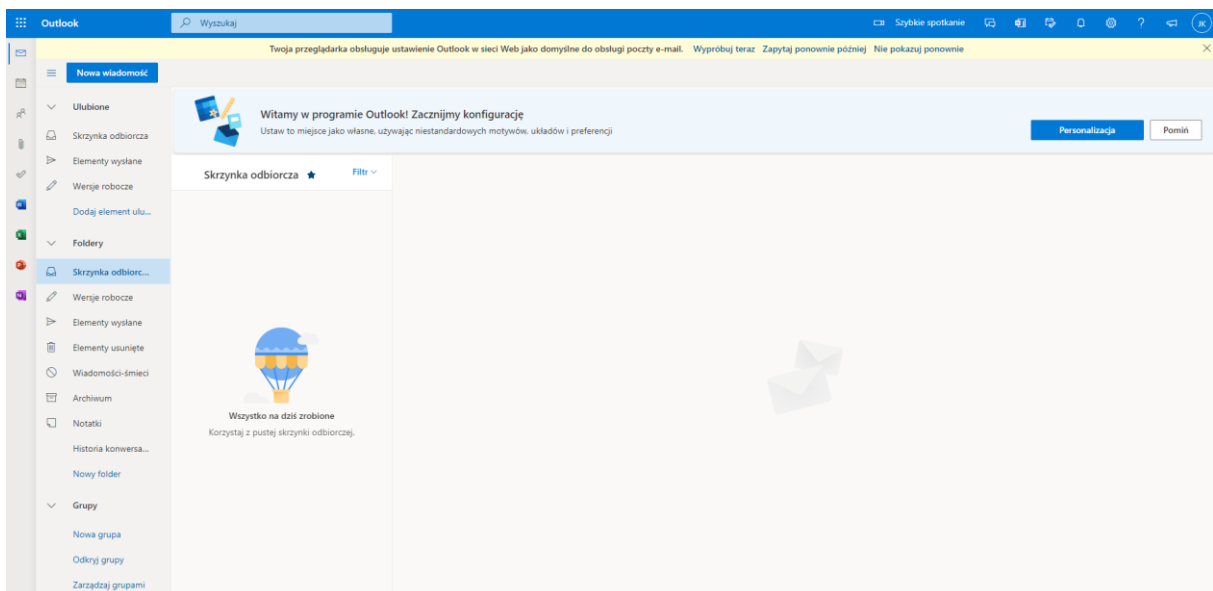 Outlook
Wyszukaj
Szybkie spotkanie
JK
Twoja przeglądarka obsługuje ustawienie Outlook w sieci Web jako domyślne do obsługi poczty e-mail. Wypróbuj teraz Zapytaj ponownie później Nie pokazuj ponownie
Nowa wiadomość
Ulubione
Skrzynka odbiorcza
Elementy wysłane
Wersje robocze
Dodaj element ulu...
Foldery
Skrzynka odbiorc...
Wersje robocze
Elementy wysłane
Elementy usunięte
Wiadomości-śmieci
Archiwum
Notatki
Historia konwersa...
Nowy folder
Grupy
Nowa grupa
Odkryj grupy
Zarządzaj grupami
Witamy w programie Outlook! Zacznijmy konfigurację
Ustaw to miejsce jako własne, używając niestandardowych motywów, układów i preferencji
Personalizacja
Pomiń
Skrzynka odbiorcza
Filtr
Wszystko na dziś zrobione
Korzystaj z pustej skrzynki odbiorczej.